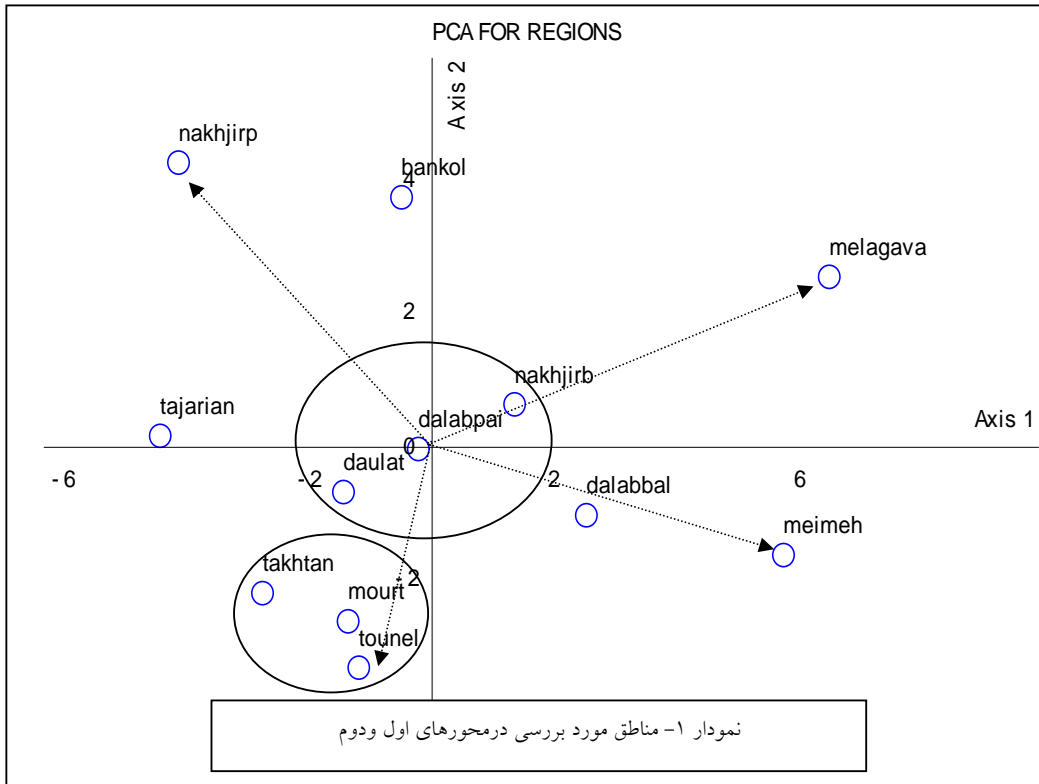 PCA FOR REGIONS
Axis 2
nakhjirp
bankol
4
melagava
2
nakhjirb
tajarian
dalabpai
Axis 1
0
daulat
-6
-2
2
dalabbal
6
meimeh
takhtan
-2
mourt
tounel
نمودار ۱- مناطق مورد بررسی درمحورهای اول ودوم